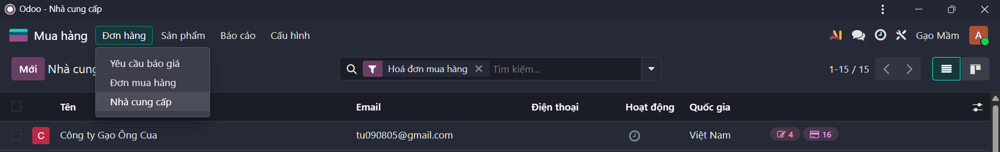 Odoo - Nhà cung cấp
Mua hàng Đơn hàng Sản phẩm Báo cáo Cấu hình AI Gạo Mầm A
Yêu cầu báo giá
Đơn mua hàng
Nhà cung cấp
Mới Nhà cung Hoá đơn mua hàng Tìm kiếm... 1-15 / 15
Tên Email Điện thoại Hoạt động Quốc gia
C Công ty Gạo Ông Cua tu090805@gmail.com Việt Nam 4 16